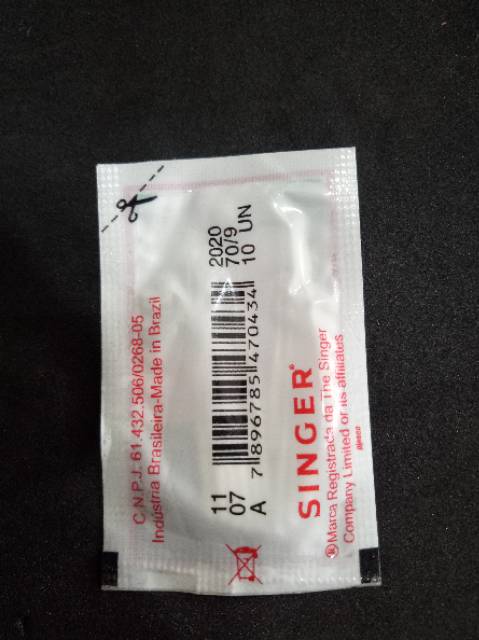 C.N.P.J. 61.432.506/0268-05
Indústria Brasileira-Made in Brazil
2020
70/9
10 UN
7 896785 470434
11
07
A
SINGER®
®Marca Registrada da The Singer
Company Limited or its affiliates